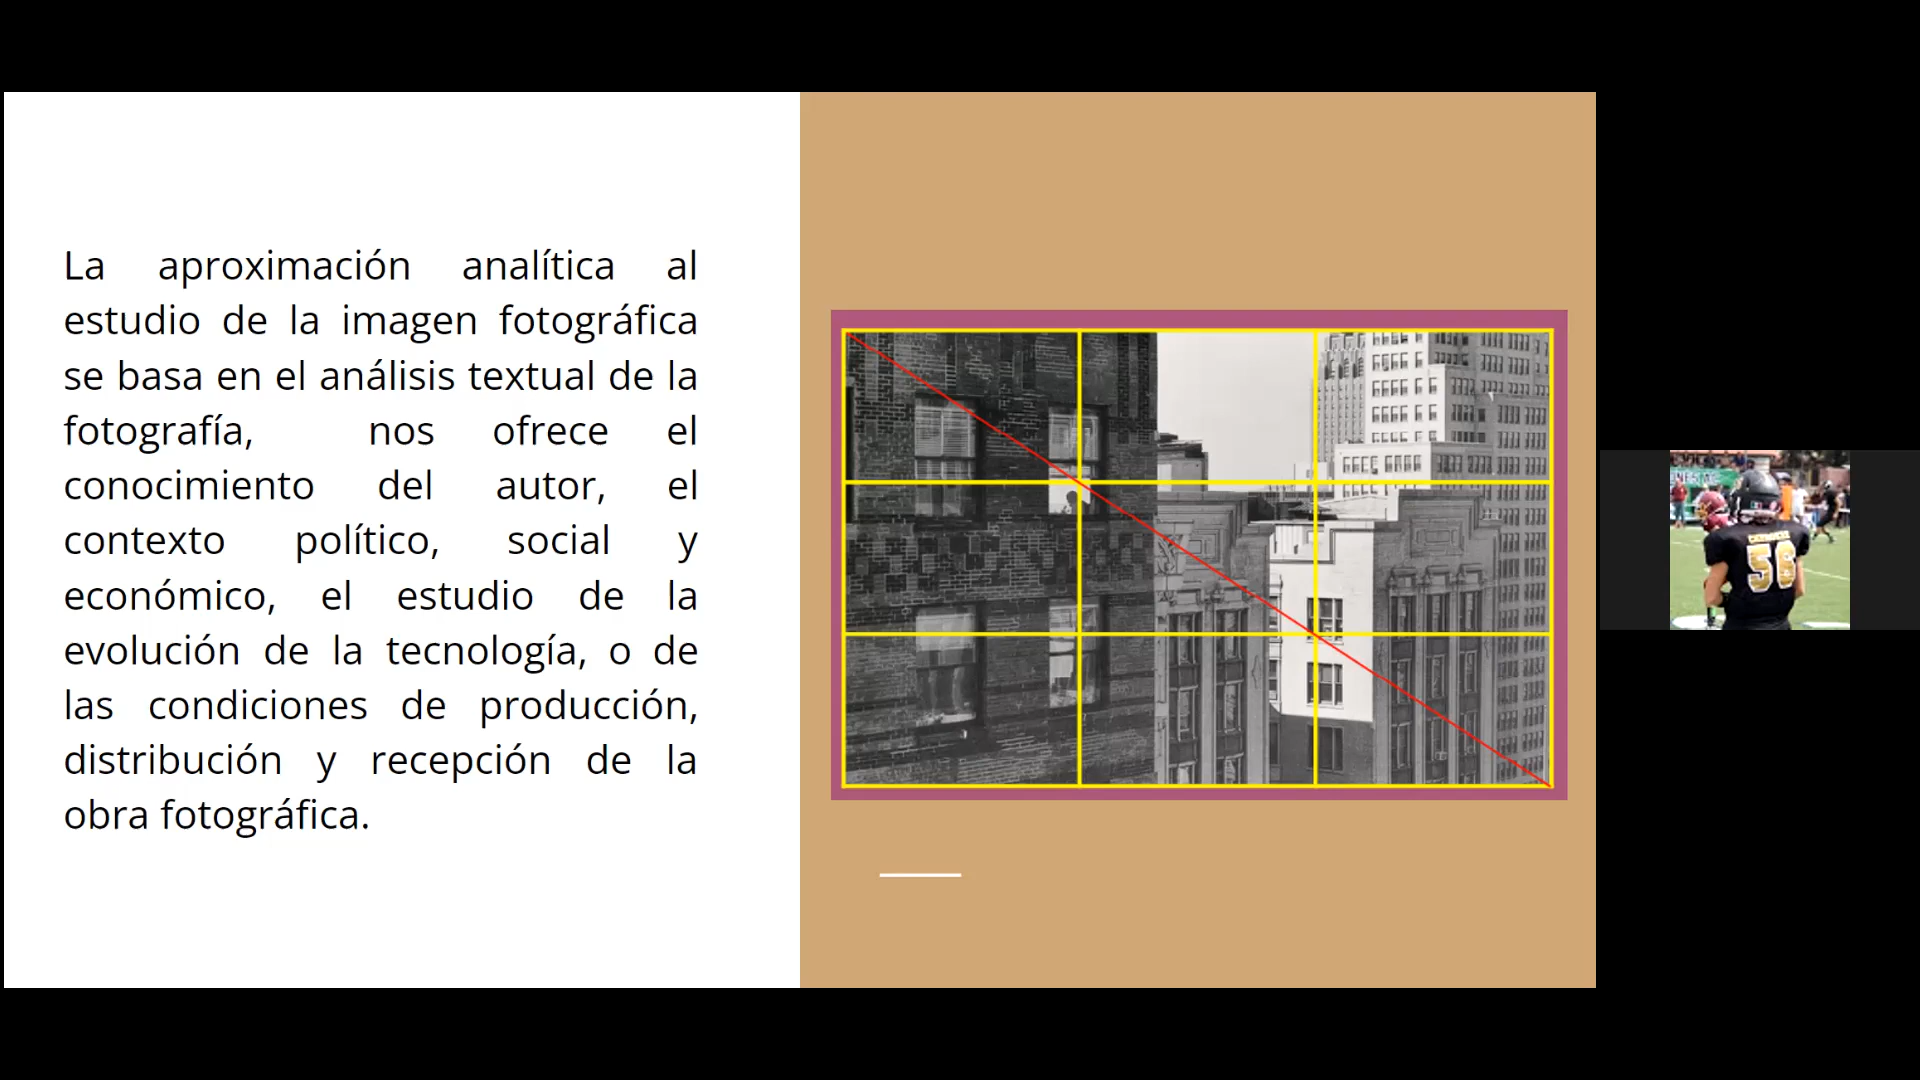 La aproximación analítica al
estudio de la imagen fotográfica
se basa en el análisis textual de la
fotografía, nos ofrece el
conocimiento del autor, el
contexto político, social y
económico, el estudio de la
evolución de la tecnología, o de
las condiciones de producción,
distribución y recepción de la
obra fotográfica.
56